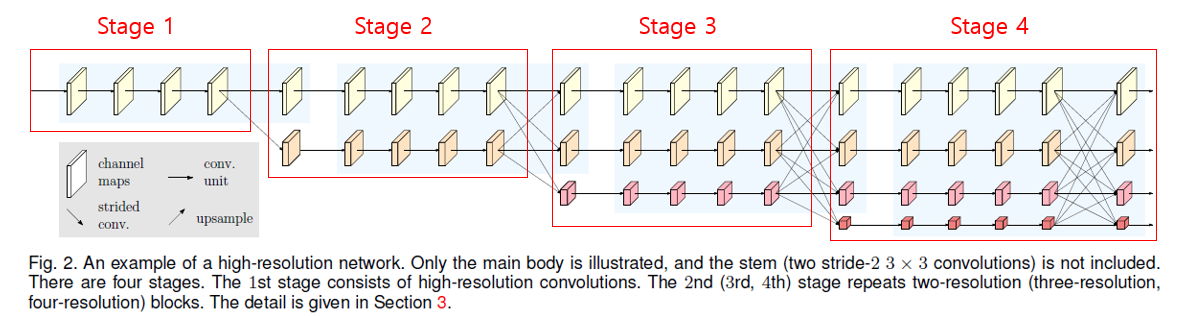 Stage 1
Stage 2
Stage 3
Stage 4
channel
maps
conv.
unit
strided
conv.
upsample
Fig. 2. An example of a high-resolution network. Only the main body is illustrated, and the stem (two stride-2 3 × 3 convolutions) is not included.
There are four stages. The 1st stage consists of high-resolution convolutions. The 2nd (3rd, 4th) stage repeats two-resolution (three-resolution,
four-resolution) blocks. The detail is given in Section 3.